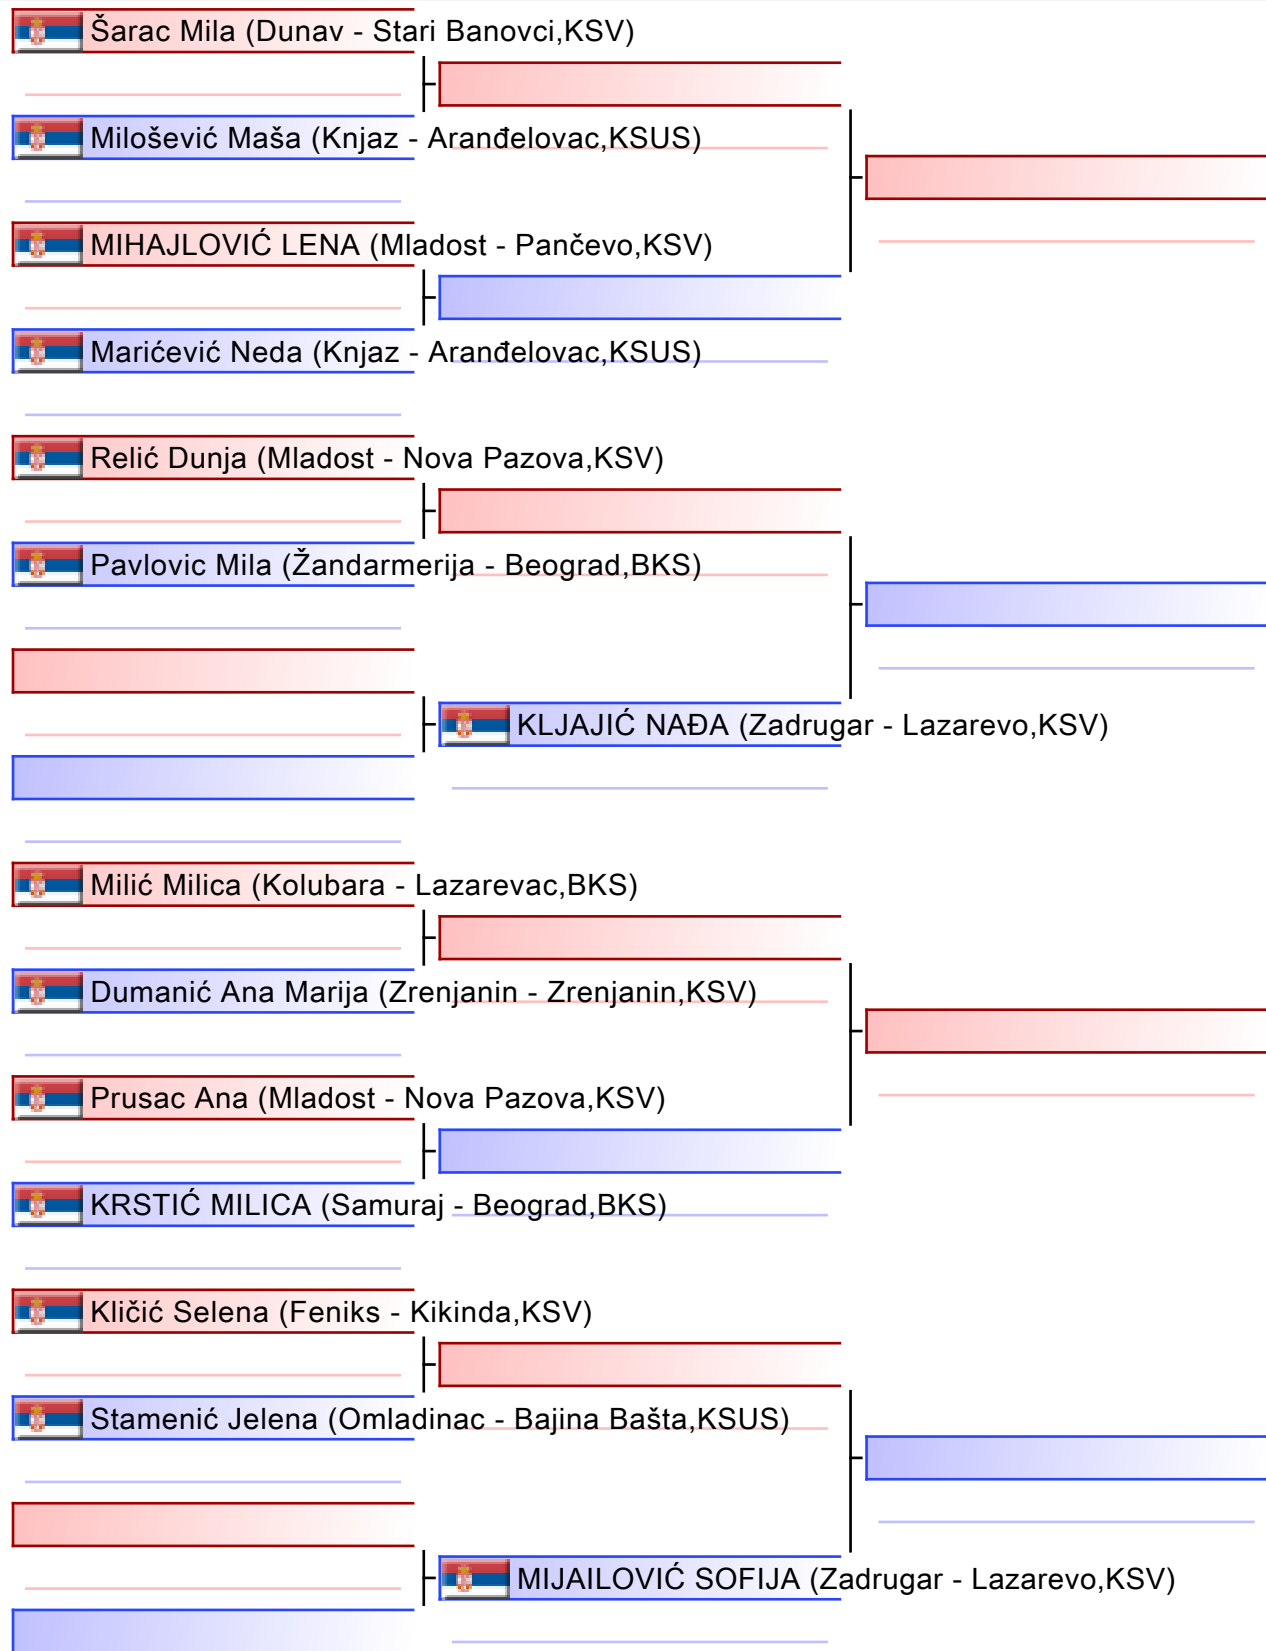 Šarac Mila (Dunav - Stari Banovci,KSV)
Milošević Maša (Knjaz - Aranđelovac,KSUS)
MIHAJLOVIĆ LENA (Mladost - Pančevo,KSV)
Marićević Neda (Knjaz - Aranđelovac,KSUS)
Relić Dunja (Mladost - Nova Pazova,KSV)
Pavlovic Mila (Žandarmerija - Beograd,BKS)
KLJAJIĆ NAĐA (Zadrugar - Lazarevo,KSV)
Milić Milica (Kolubara - Lazarevac,BKS)
Dumanić Ana Marija (Zrenjanin - Zrenjanin,KSV)
Prusac Ana (Mladost - Nova Pazova,KSV)
KRSTIĆ MILICA (Samuraj - Beograd,BKS)
Kličić Selena (Feniks - Kikinda,KSV)
Stamenić Jelena (Omladinac - Bajina Bašta,KSUS)
MIJAILOVIĆ SOFIJA (Zadrugar - Lazarevo,KSV)